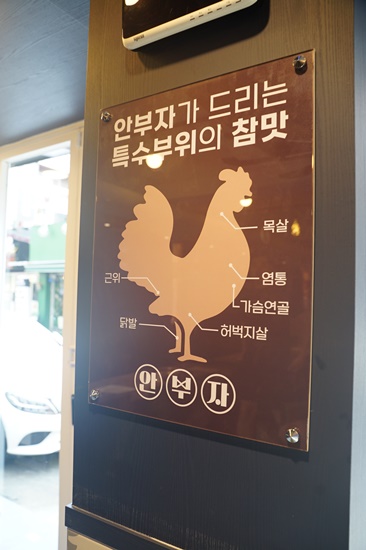 안부자가 드리는
특수부위의 참맛
목살
염통
근위
가슴연골
닭발
허벅지살
안부자